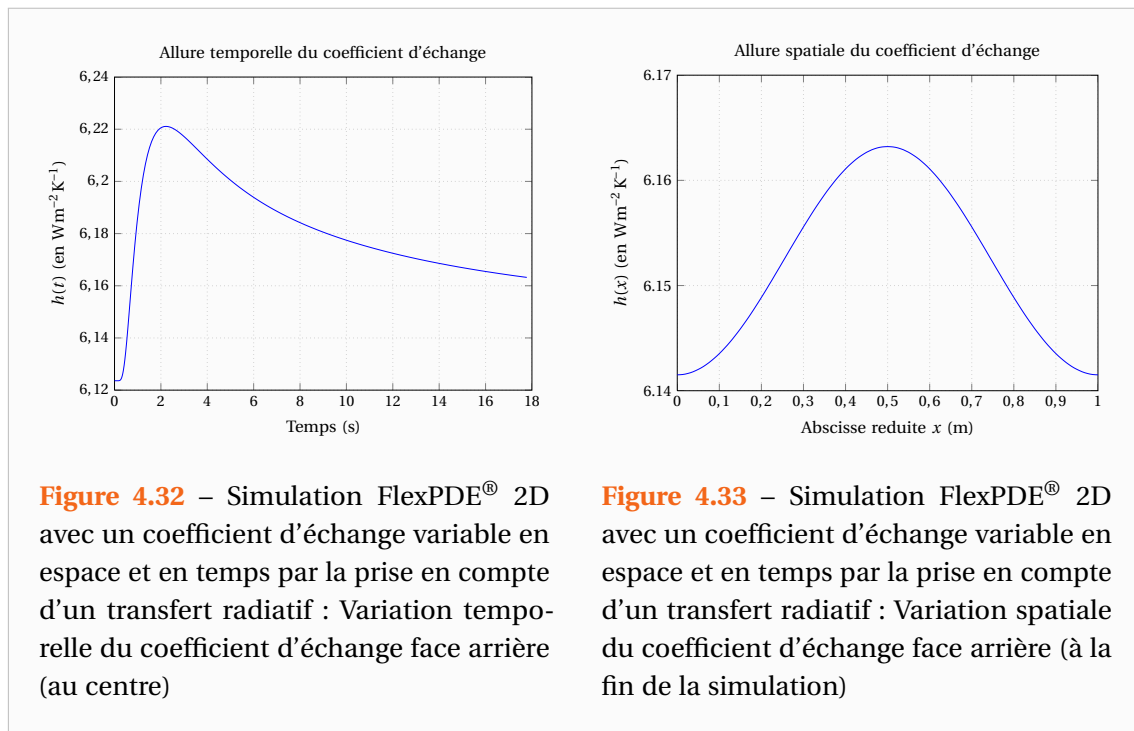 Allure temporelle du coefficient d'échange
6,24
6,22
6,2
6,18
6,16
6,14
6,12
h(t) (en Wm⁻²K⁻¹)
0 2 4 6 8 10 12 14 16 18
Temps (s)
Allure spatiale du coefficient d'échange
6.17
6.16
6.15
6.14
h(x) (en Wm⁻²K⁻¹)
0 0,1 0,2 0,3 0,4 0,5 0,6 0,7 0,8 0,9 1
Abscisse reduite x (m)
Figure 4.32 – Simulation FlexPDE® 2D
avec un coefficient d'échange variable en
espace et en temps par la prise en compte
d'un transfert radiatif : Variation tempo-
relle du coefficient d'échange face arrière
(au centre)
Figure 4.33 – Simulation FlexPDE® 2D
avec un coefficient d'échange variable en
espace et en temps par la prise en compte
d'un transfert radiatif : Variation spatiale
du coefficient d'échange face arrière (à la
fin de la simulation)